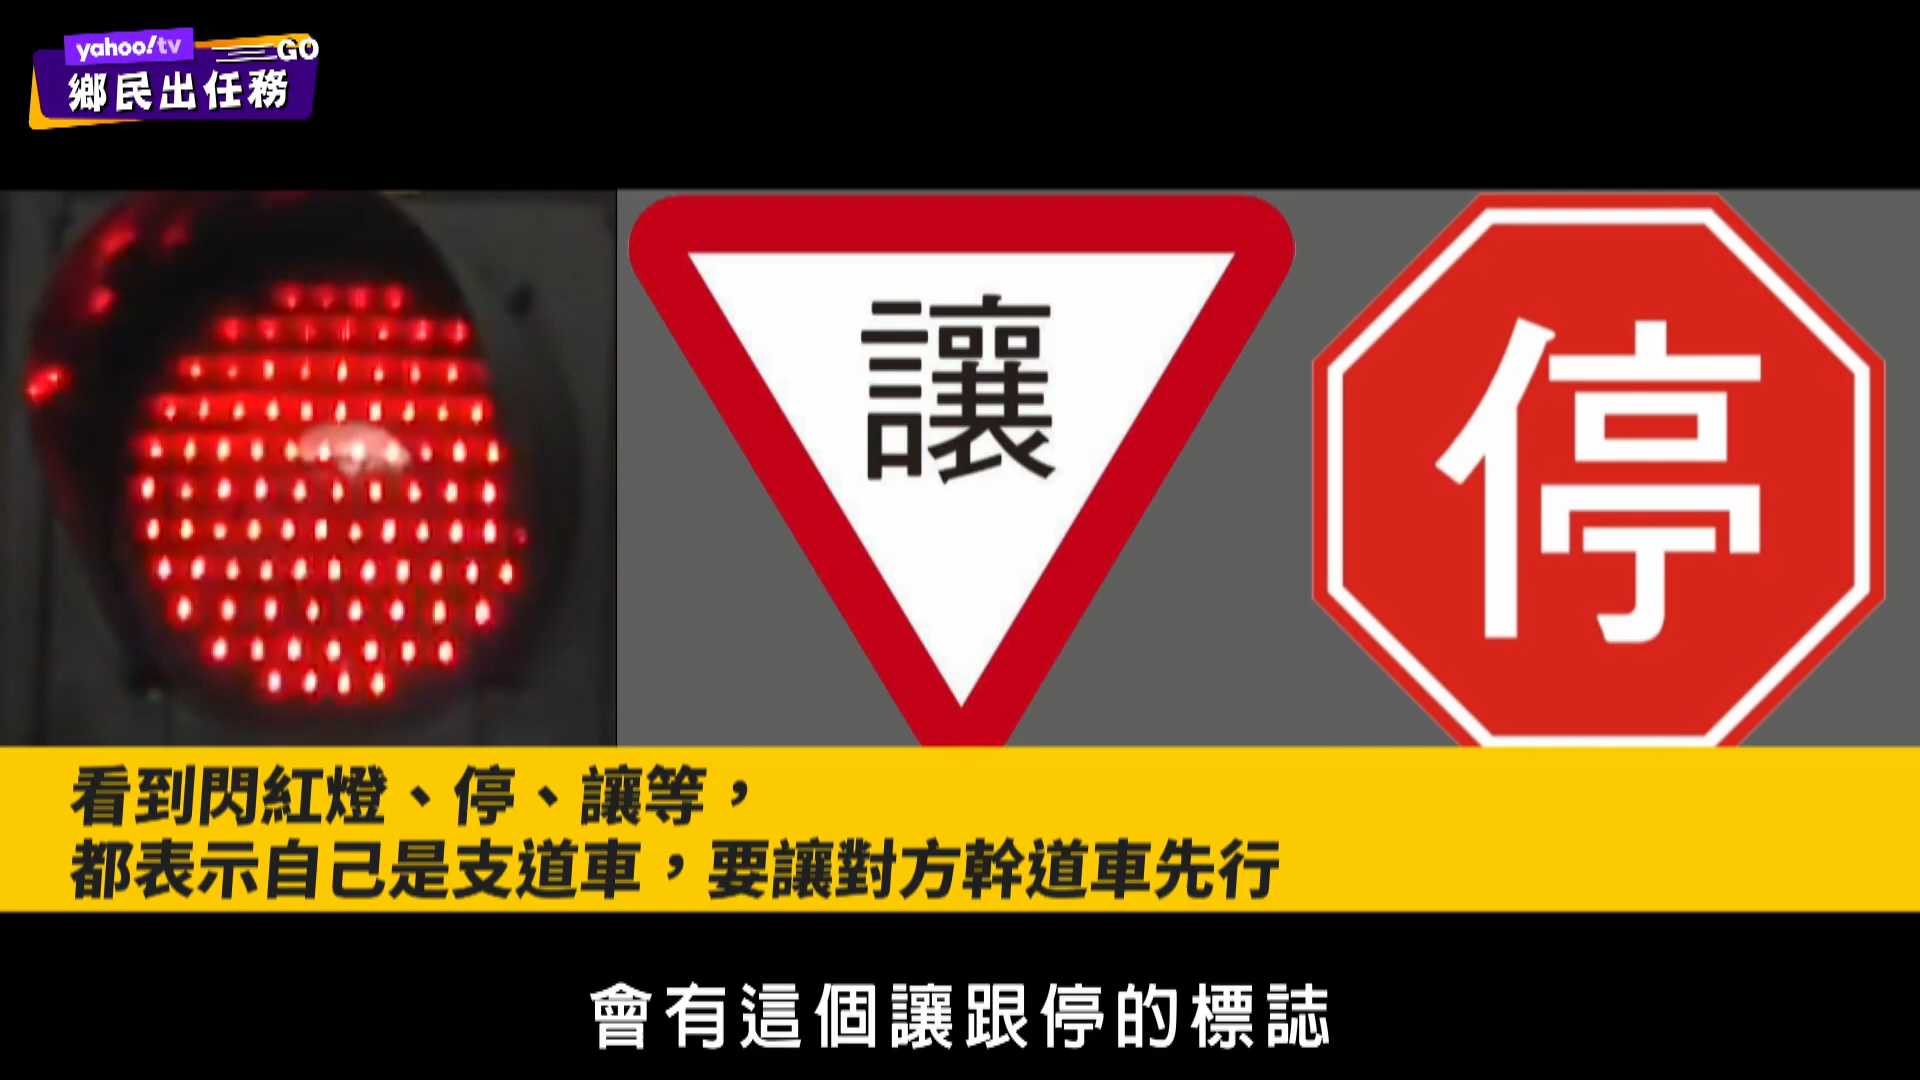 yahoo!tv
GO
鄉民出任務
讓
停
看到閃紅燈、停、讓等，
都表示自己是支道車，要讓對方幹道車先行
會有這個讓跟停的標誌